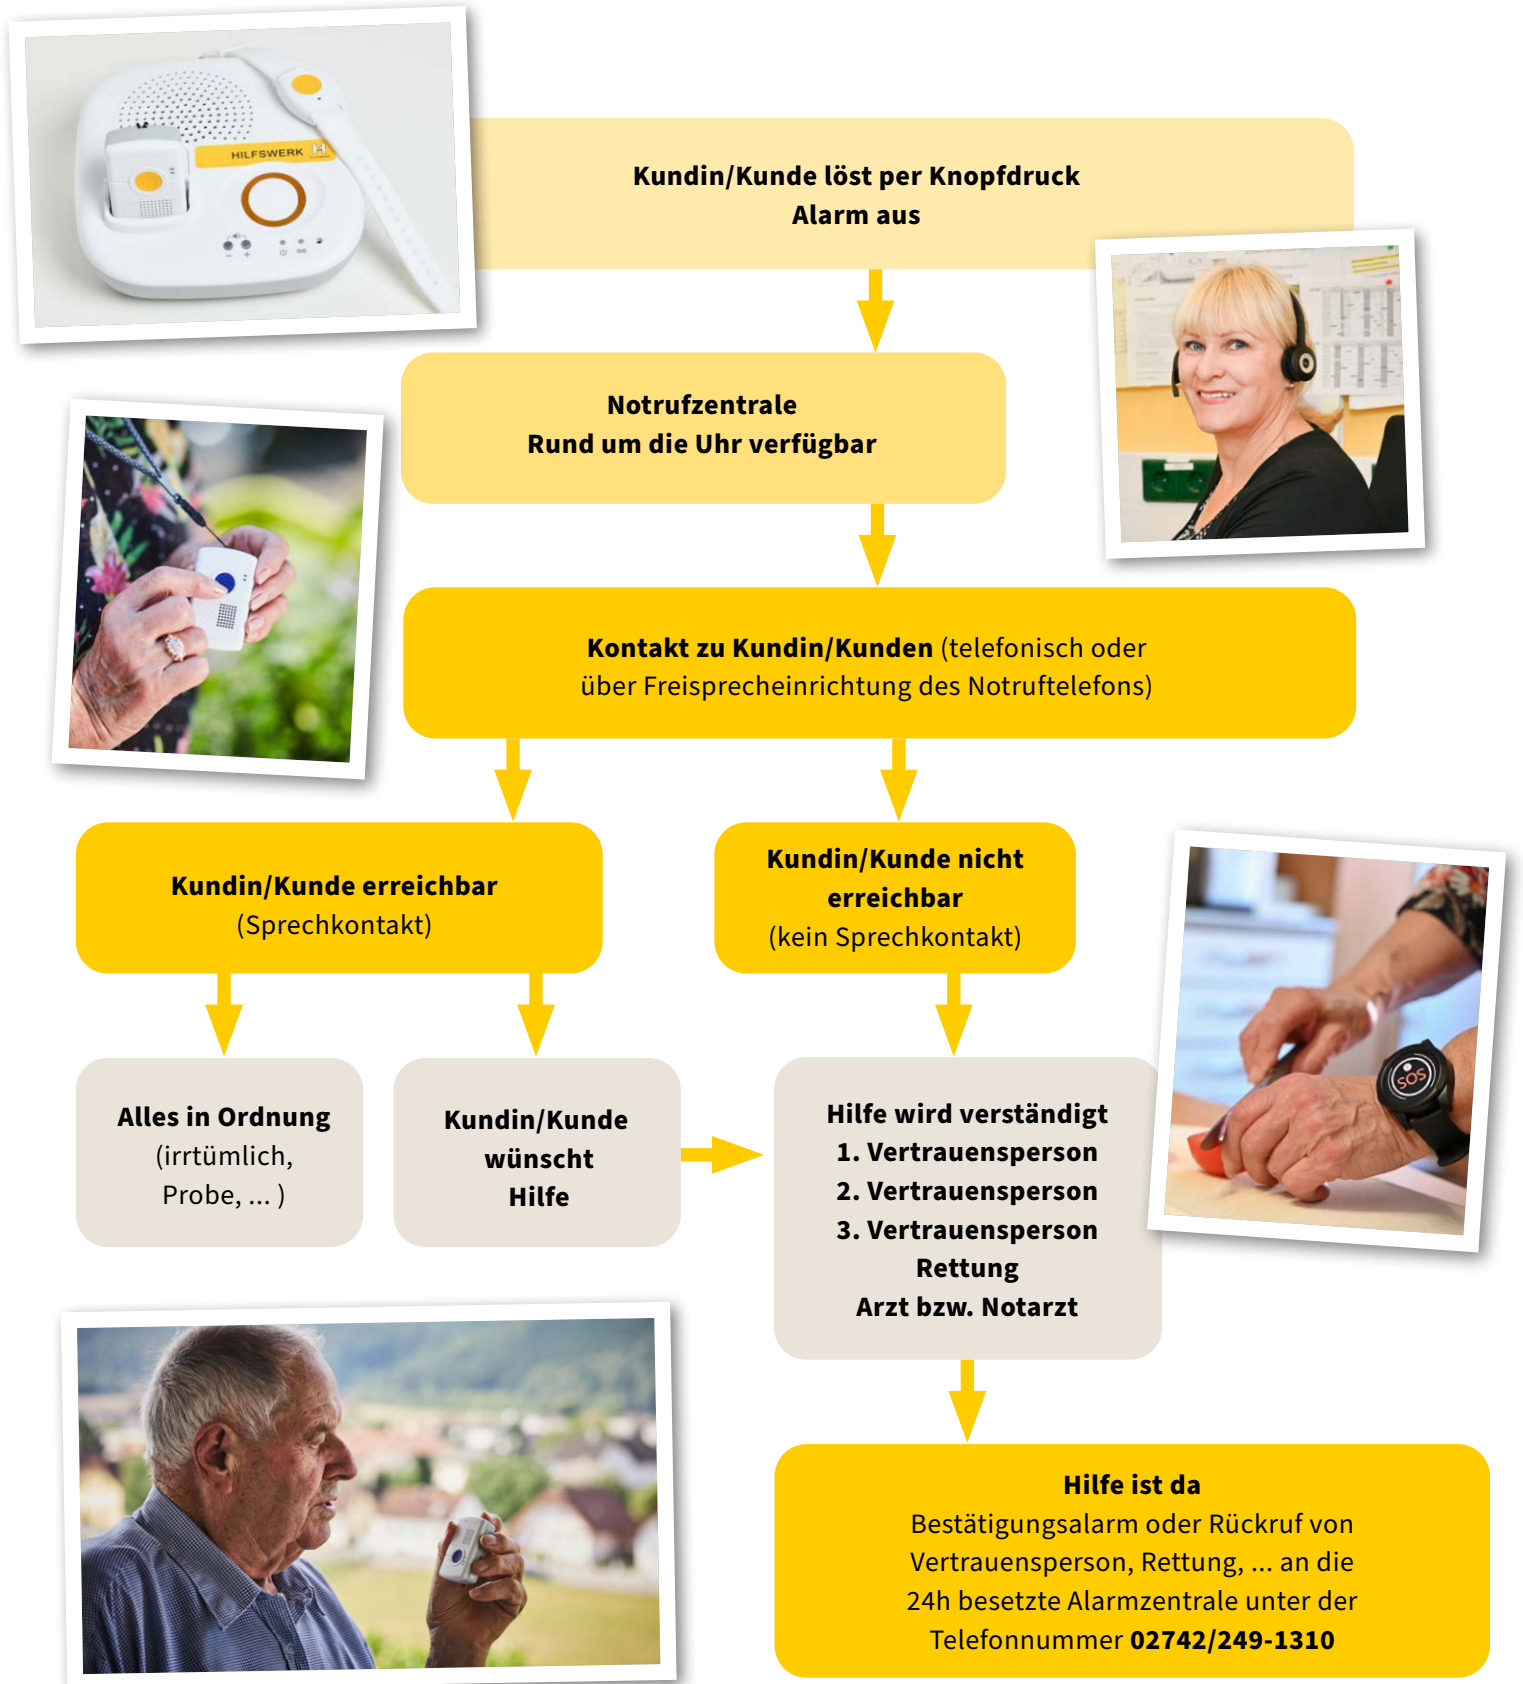 HILFSWERK
Kundin/Kunde löst per Knopfdruck
Alarm aus
Notrufzentrale
Rund um die Uhr verfügbar
Kontakt zu Kundin/Kunden (telefonisch oder
über Freisprecheinrichtung des Notruftelefons)
Kundin/Kunde erreichbar
(Sprechkontakt)
Kundin/Kunde nicht
erreichbar
(kein Sprechkontakt)
Alles in Ordnung
(irrtümlich,
Probe, ... )
Kundin/Kunde
wünscht
Hilfe
Hilfe wird verständigt
1. Vertrauensperson
2. Vertrauensperson
3. Vertrauensperson
Rettung
Arzt bzw. Notarzt
SOS
Hilfe ist da
Bestätigungsalarm oder Rückruf von
Vertrauensperson, Rettung, ... an die
24h besetzte Alarmzentrale unter der
Telefonnummer 02742/249-1310